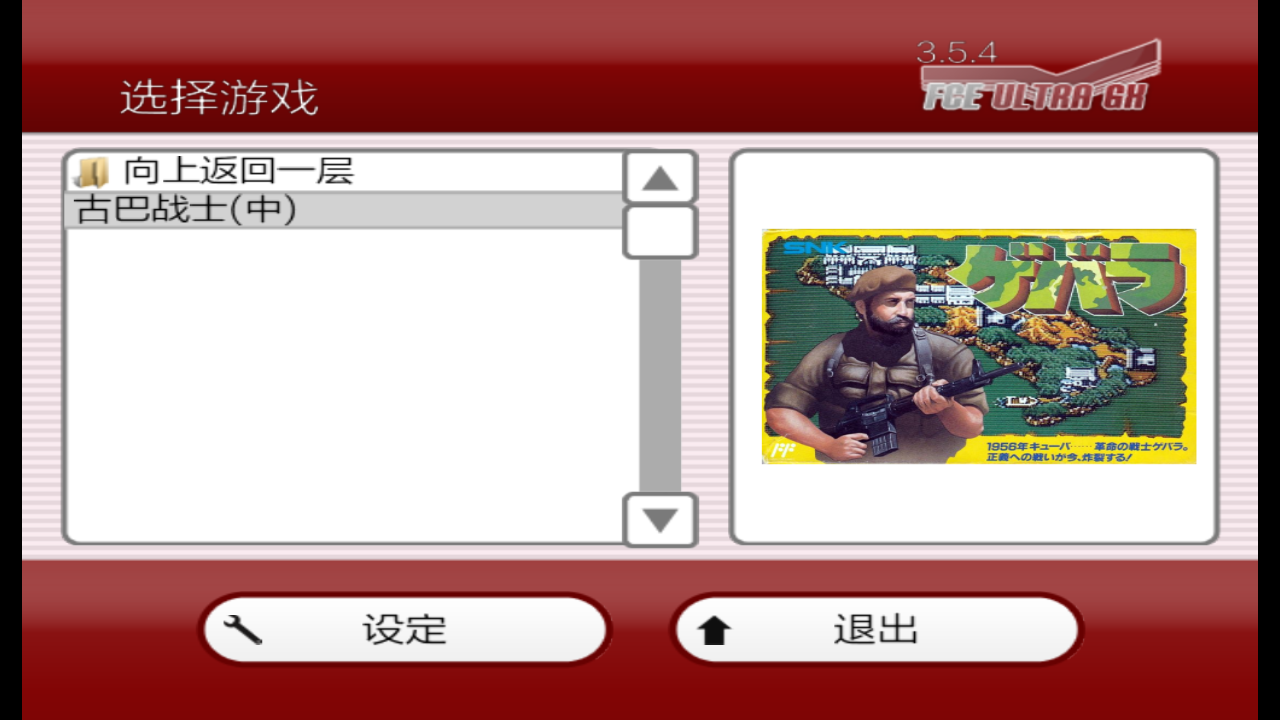 3.5.4
FCE ULTRA GX
选择游戏
向上返回一层
古巴战士(中)
SNK
ゲバラ
1956年キューバ……革命の戦士ゲバラ。
正義への戦いが今、炸裂する!
設定
退出